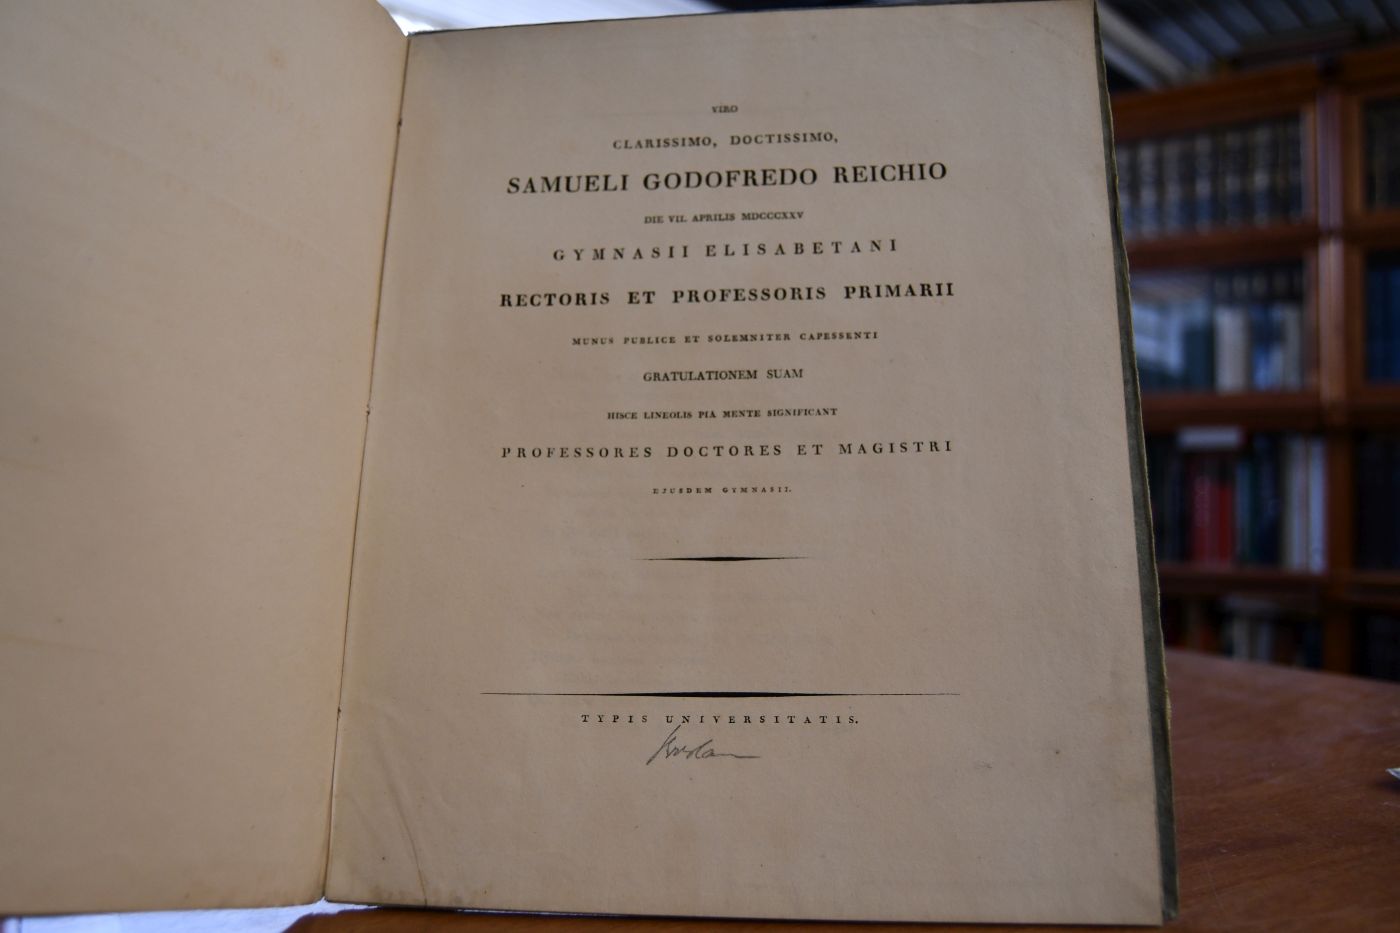 VIRO
CLARISSIMO, DOCTISSIMO,
SAMUELI GODOFREDO REICHIO
DIE VII. APRILIS MDCCCXXV
GYMNASII ELISABETANI
RECTORIS ET PROFESSORIS PRIMARII
MUNUS PUBLICE ET SOLEMNITER CAPESSENTI
GRATULATIONEM SUAM
HISCE LINEOLIS PIA MENTE SIGNIFICANT
PROFESSORES DOCTORES ET MAGISTRI
EJUSDEM GYMNASII.
TYPIS UNIVERSITATIS.